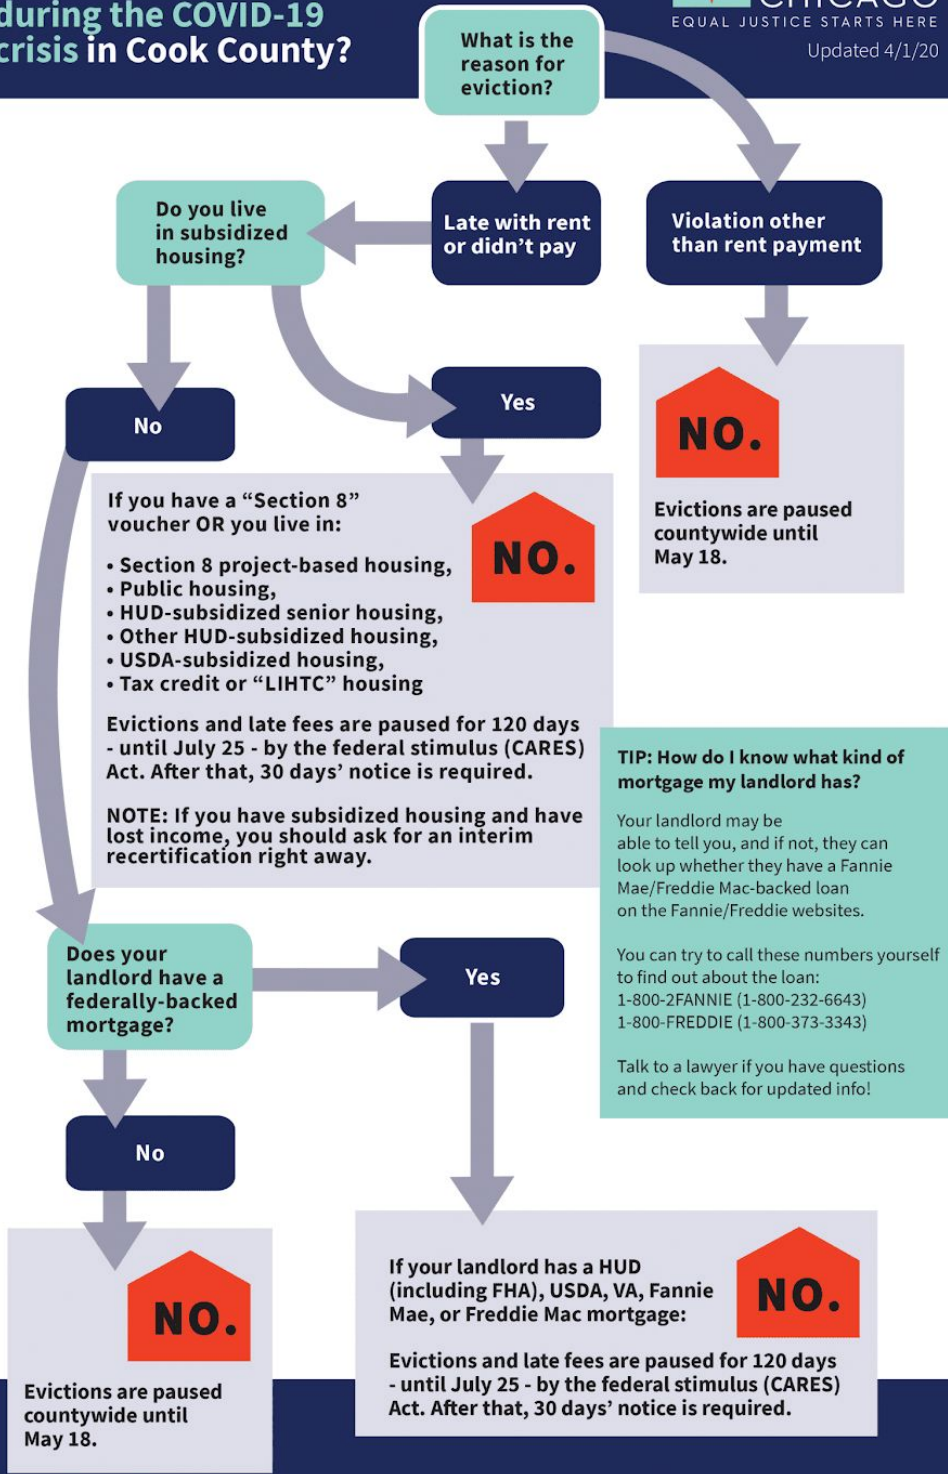 during the COVID-19
crisis in Cook County?
CHICAGO
EQUAL JUSTICE STARTS HERE
Updated 4/1/20
What is the
reason for
eviction?
Do you live
in subsidized
housing?
Late with rent
or didn't pay
Violation other
than rent payment
No
Yes
NO.
Evictions are paused
countywide until
May 18.
If you have a “Section 8”
voucher OR you live in:
• Section 8 project-based housing,
• Public housing,
• HUD-subsidized senior housing,
• Other HUD-subsidized housing,
• USDA-subsidized housing,
• Tax credit or “LIHTC” housing
NO.
Evictions and late fees are paused for 120 days
- until July 25 - by the federal stimulus (CARES)
Act. After that, 30 days’ notice is required.
NOTE: If you have subsidized housing and have
lost income, you should ask for an interim
recertification right away.
TIP: How do I know what kind of
mortgage my landlord has?
Your landlord may be
able to tell you, and if not, they can
look up whether they have a Fannie
Mae/Freddie Mac-backed loan
on the Fannie/Freddie websites.
You can try to call these numbers yourself
to find out about the loan:
1-800-2FANNIE (1-800-232-6643)
1-800-FREDDIE (1-800-373-3343)
Talk to a lawyer if you have questions
and check back for updated info!
Does your
landlord have a
federally-backed
mortgage?
Yes
No
NO.
Evictions are paused
countywide until
May 18.
If your landlord has a HUD
(including FHA), USDA, VA, Fannie
Mae, or Freddie Mac mortgage:
NO.
Evictions and late fees are paused for 120 days
- until July 25 - by the federal stimulus (CARES)
Act. After that, 30 days’ notice is required.